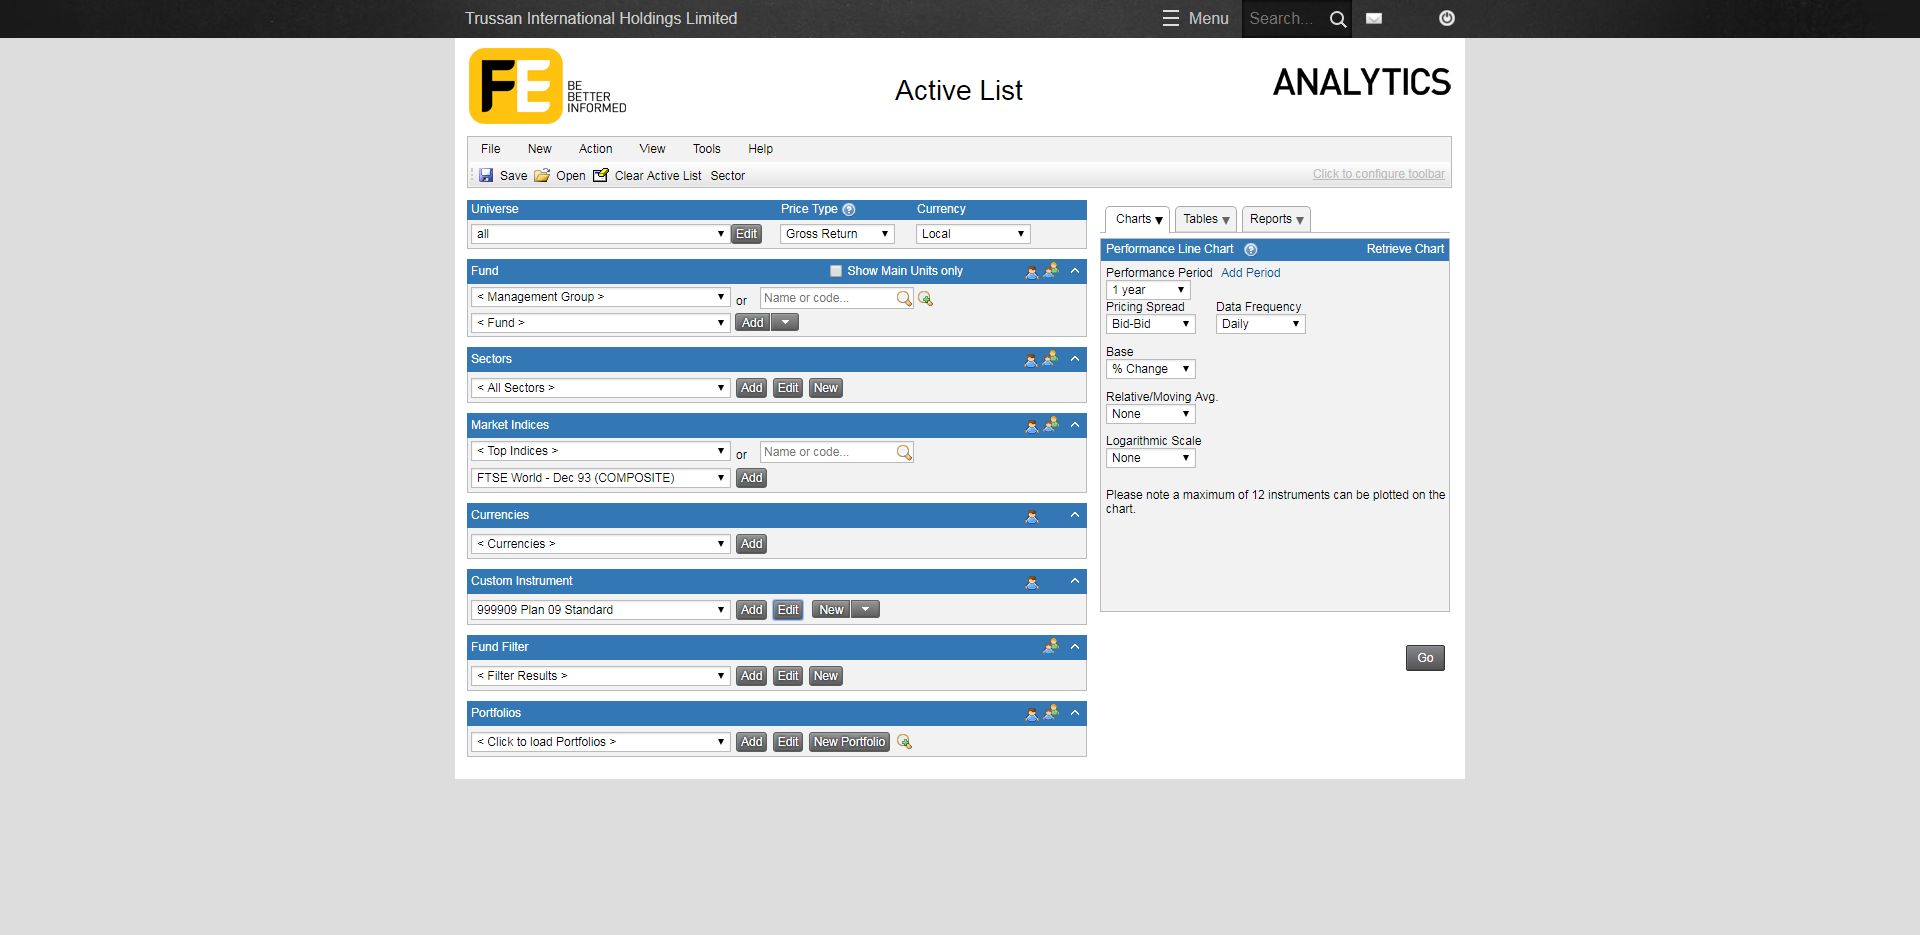 Trussan International Holdings Limited Menu Search...
FE BE
BETTER
INFORMED
Active List
ANALYTICS
File New Action View Tools Help
Save Open Clear Active List Sector Click to configure toolbar
Universe Price Type ? Currency
all Edit Gross Return Local
Fund Show Main Units only
< Management Group > or Name or code...
< Fund > Add
Sectors
< All Sectors > Add Edit New
Market Indices
< Top Indices > or Name or code...
FTSE World - Dec 93 (COMPOSITE) Add
Currencies
< Currencies > Add
Custom Instrument
999909 Plan 09 Standard Add Edit New
Fund Filter
< Filter Results > Add Edit New
Portfolios
< Click to load Portfolios > Add Edit New Portfolio
Charts Tables Reports
Performance Line Chart ? Retrieve Chart
Performance Period Add Period
1 year
Pricing Spread Data Frequency
Bid-Bid Daily
Base
% Change
Relative/Moving Avg.
None
Logarithmic Scale
None
Please note a maximum of 12 instruments can be plotted on the
chart.
Go